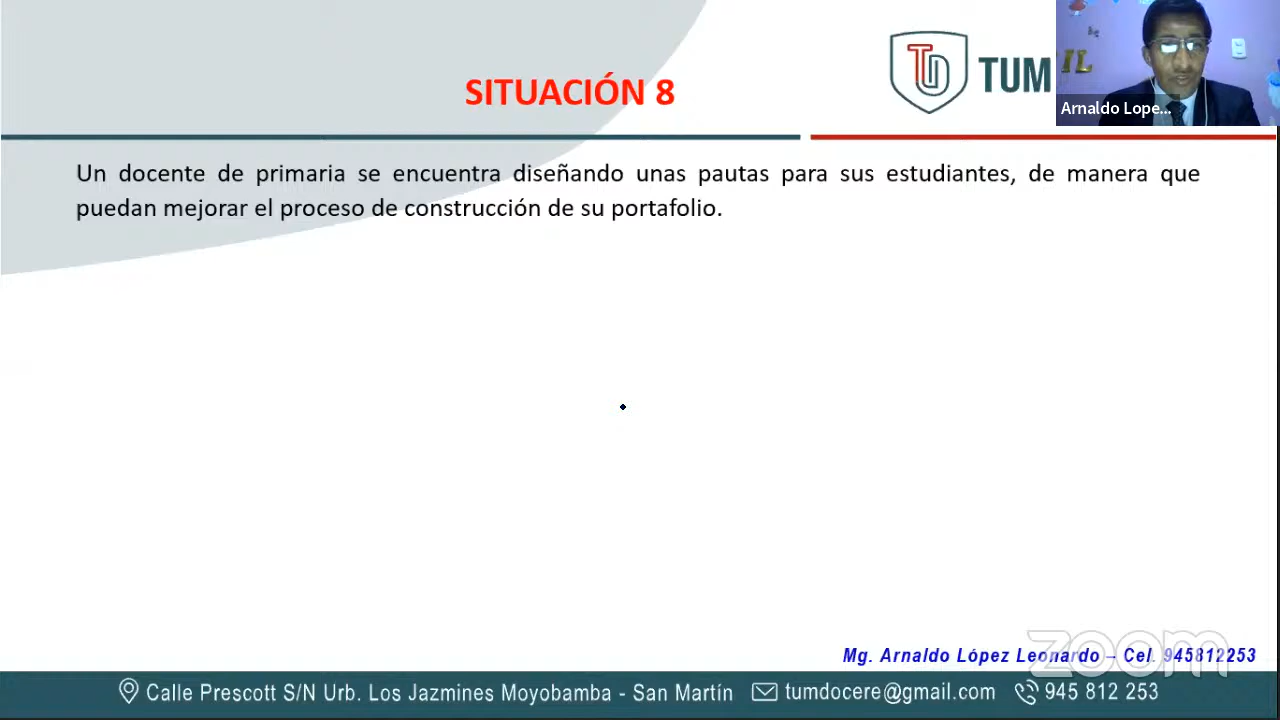 SITUACIÓN 8
TUM
IL
Arnaldo Lope...
Un docente de primaria se encuentra diseñando unas pautas para sus estudiantes, de manera que
puedan mejorar el proceso de construcción de su portafolio.
zoom
Mg. Arnaldo López Leonardo – Cel. 945812253
Calle Prescott S/N Urb. Los Jazmines Moyobamba - San Martín tumdocere@gmail.com 945 812 253